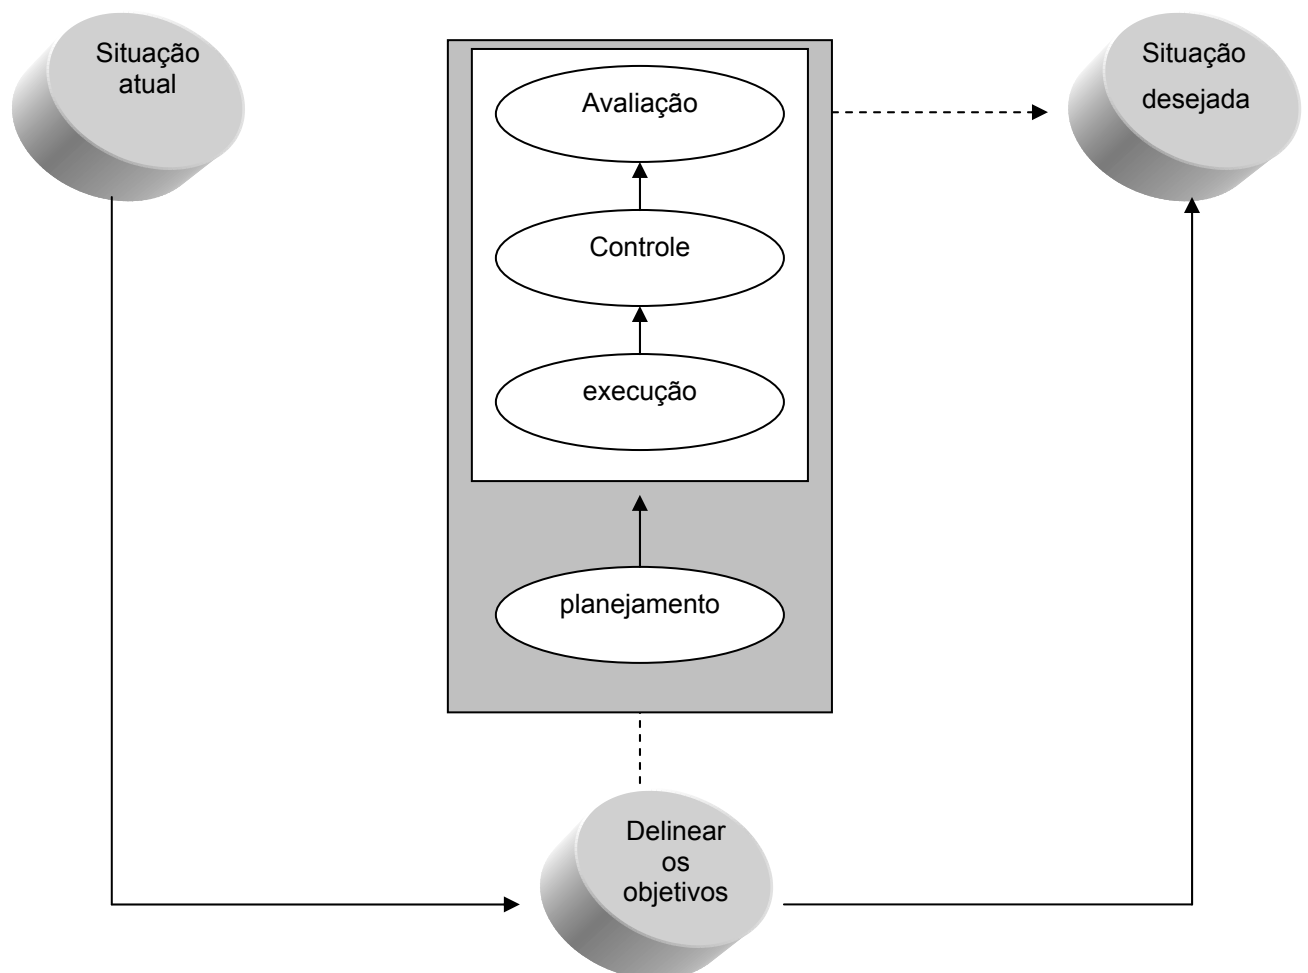 Situação
atual
Avaliação
Controle
execução
planejamento
Situação
desejada
Delinear
os
objetivos